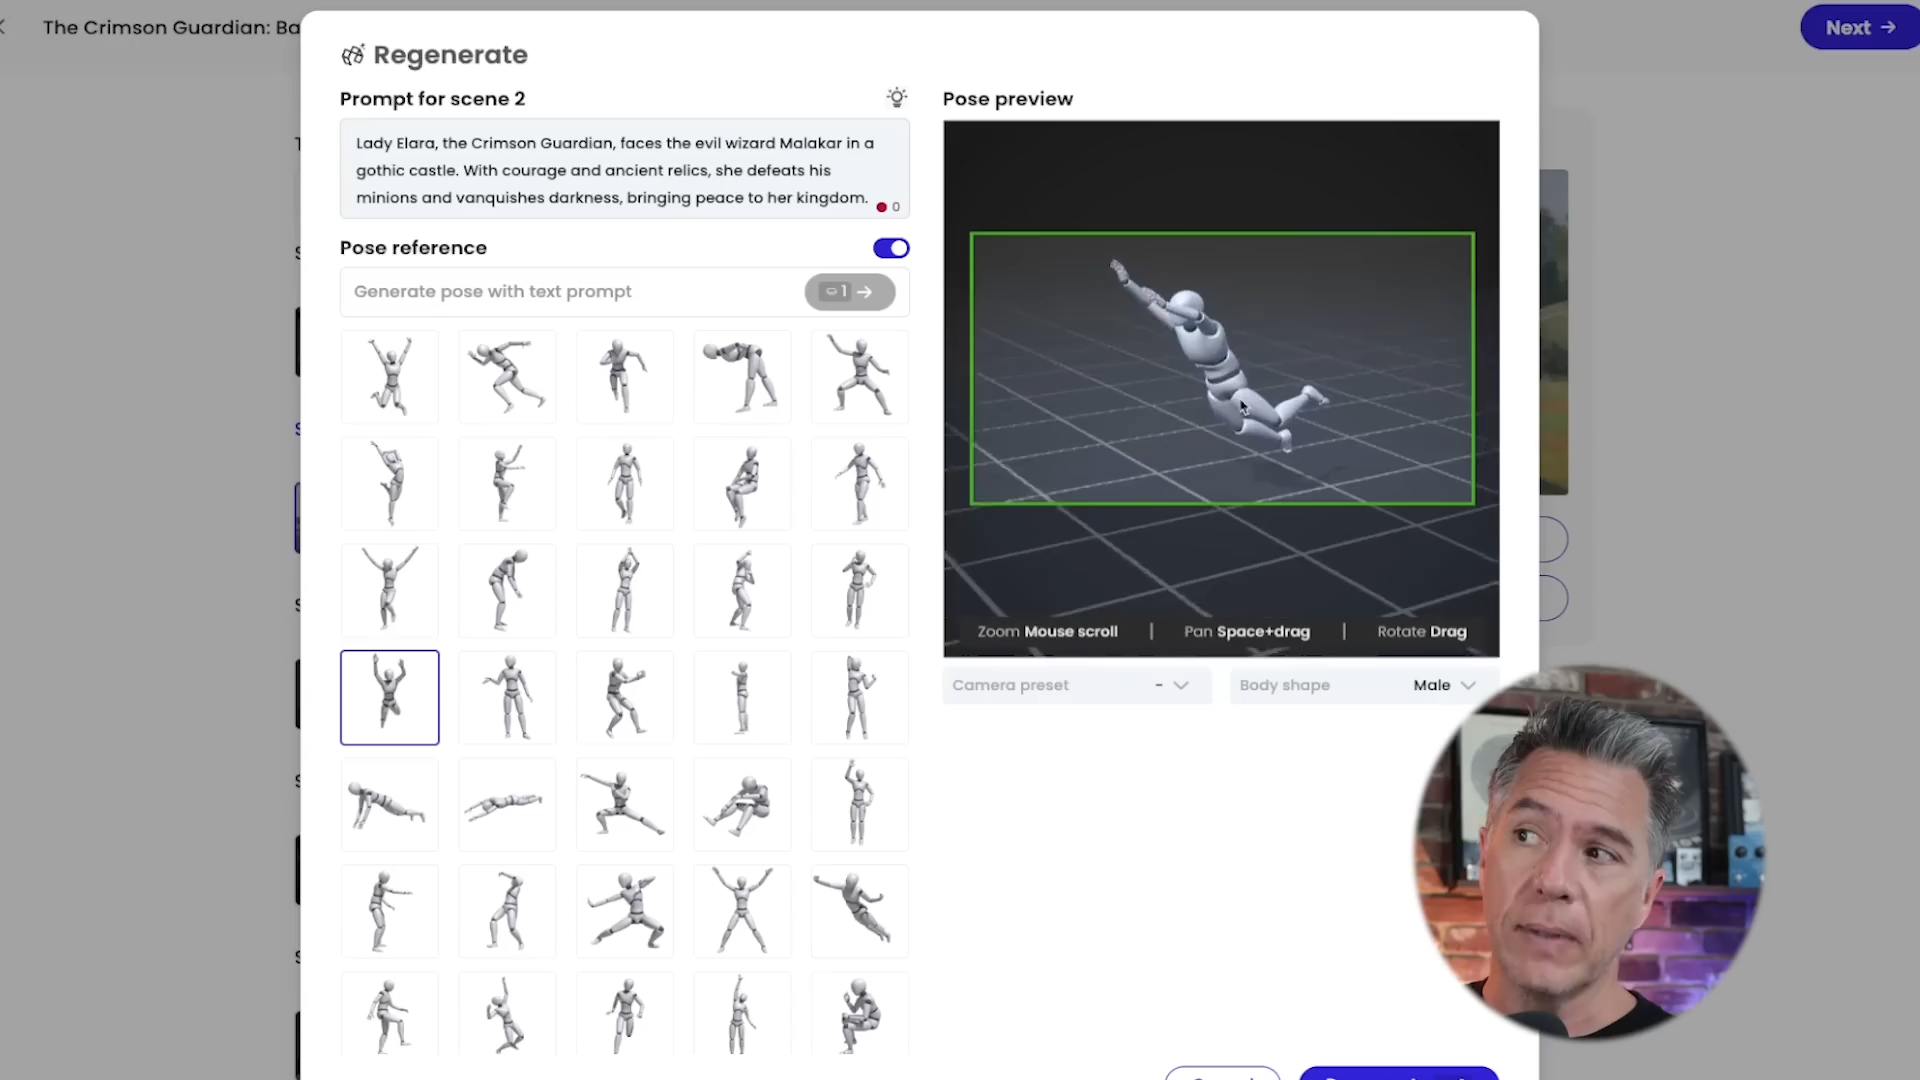 The Crimson Guardian: Ba
Next
Regenerate
Prompt for scene 2
Lady Elara, the Crimson Guardian, faces the evil wizard Malakar in a
gothic castle. With courage and ancient relics, she defeats his
minions and vanquishes darkness, bringing peace to her kingdom.
0
Pose reference
Generate pose with text prompt
1
Pose preview
Zoom Mouse scroll | Pan Space+drag | Rotate Drag
Camera preset -
Body shape Male